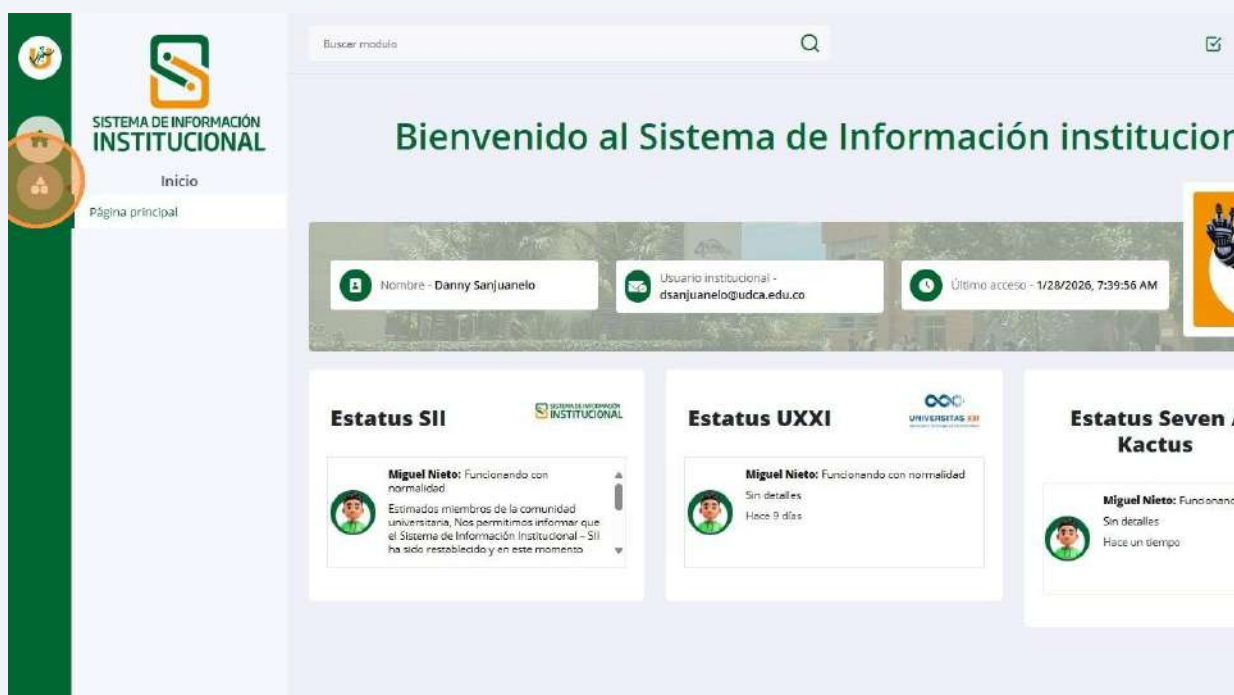 Buscar modulo
SISTEMA DE INFORMACIÓN
INSTITUCIONAL
Inicio
Página principal
Bienvenido al Sistema de Información institucion
Nombre - Danny Sanjuanelo
Usuario institucional -
dsanjuanelo@udca.edu.co
Último acceso - 1/28/2026, 7:39:56 AM
Estatus SII
SISTEMA DE INFORMACIÓN
INSTITUCIONAL
Miguel Nieto: Funcionando con
normalidad
Estimados miembros de la comunidad
universitaria, Nos permitimos informar que
el Sistema de Información Institucional - SII
ha sido restablecido y en este momento
Estatus UXXI
UNIVERSITAS XXI
Miguel Nieto: Funcionando con normalidad
Sin detalles
Hace 9 días
Estatus Seven
Kactus
Miguel Nieto: Funcionand
Sin detalles
Hace un tiempo